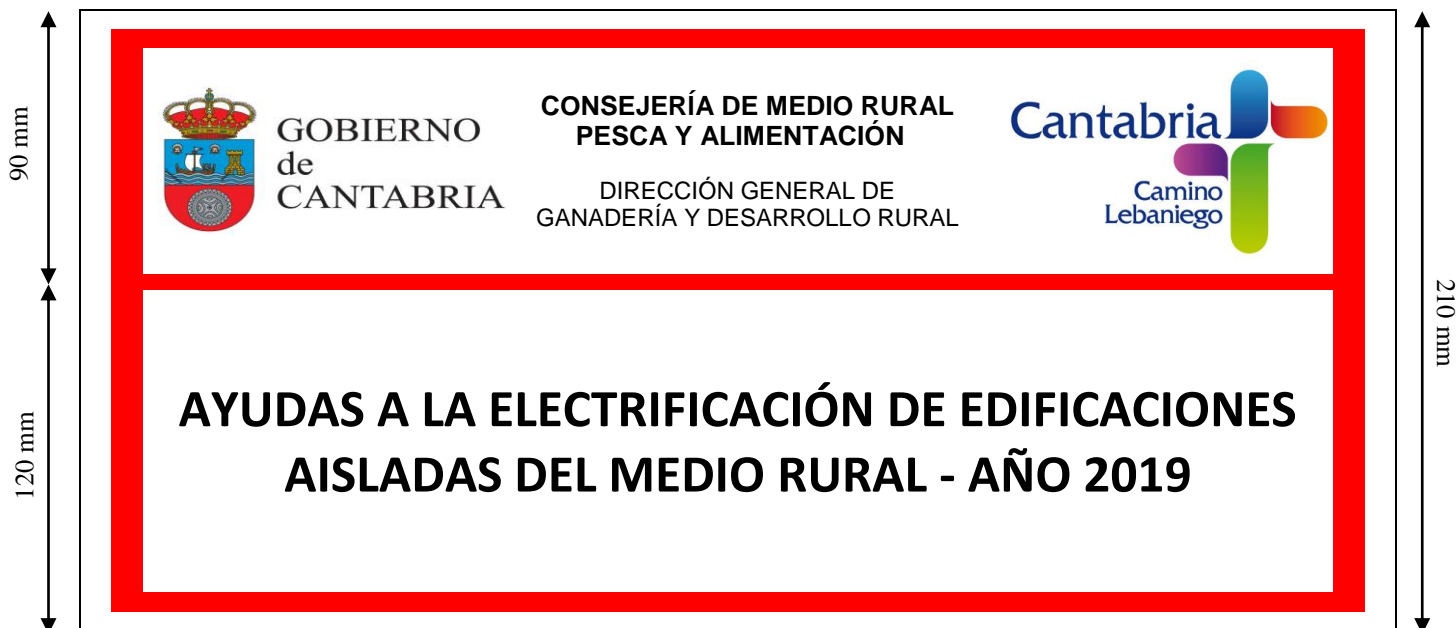 90 mm
120 mm
GOBIERNO
de
CANTABRIA
CONSEJERÍA DE MEDIO RURAL
PESCA Y ALIMENTACIÓN
DIRECCIÓN GENERAL DE
GANADERÍA Y DESARROLLO RURAL
Cantabria
Camino
Lebaniego
AYUDAS A LA ELECTRIFICACIÓN DE EDIFICACIONES
AISLADAS DEL MEDIO RURAL - AÑO 2019
210 mm